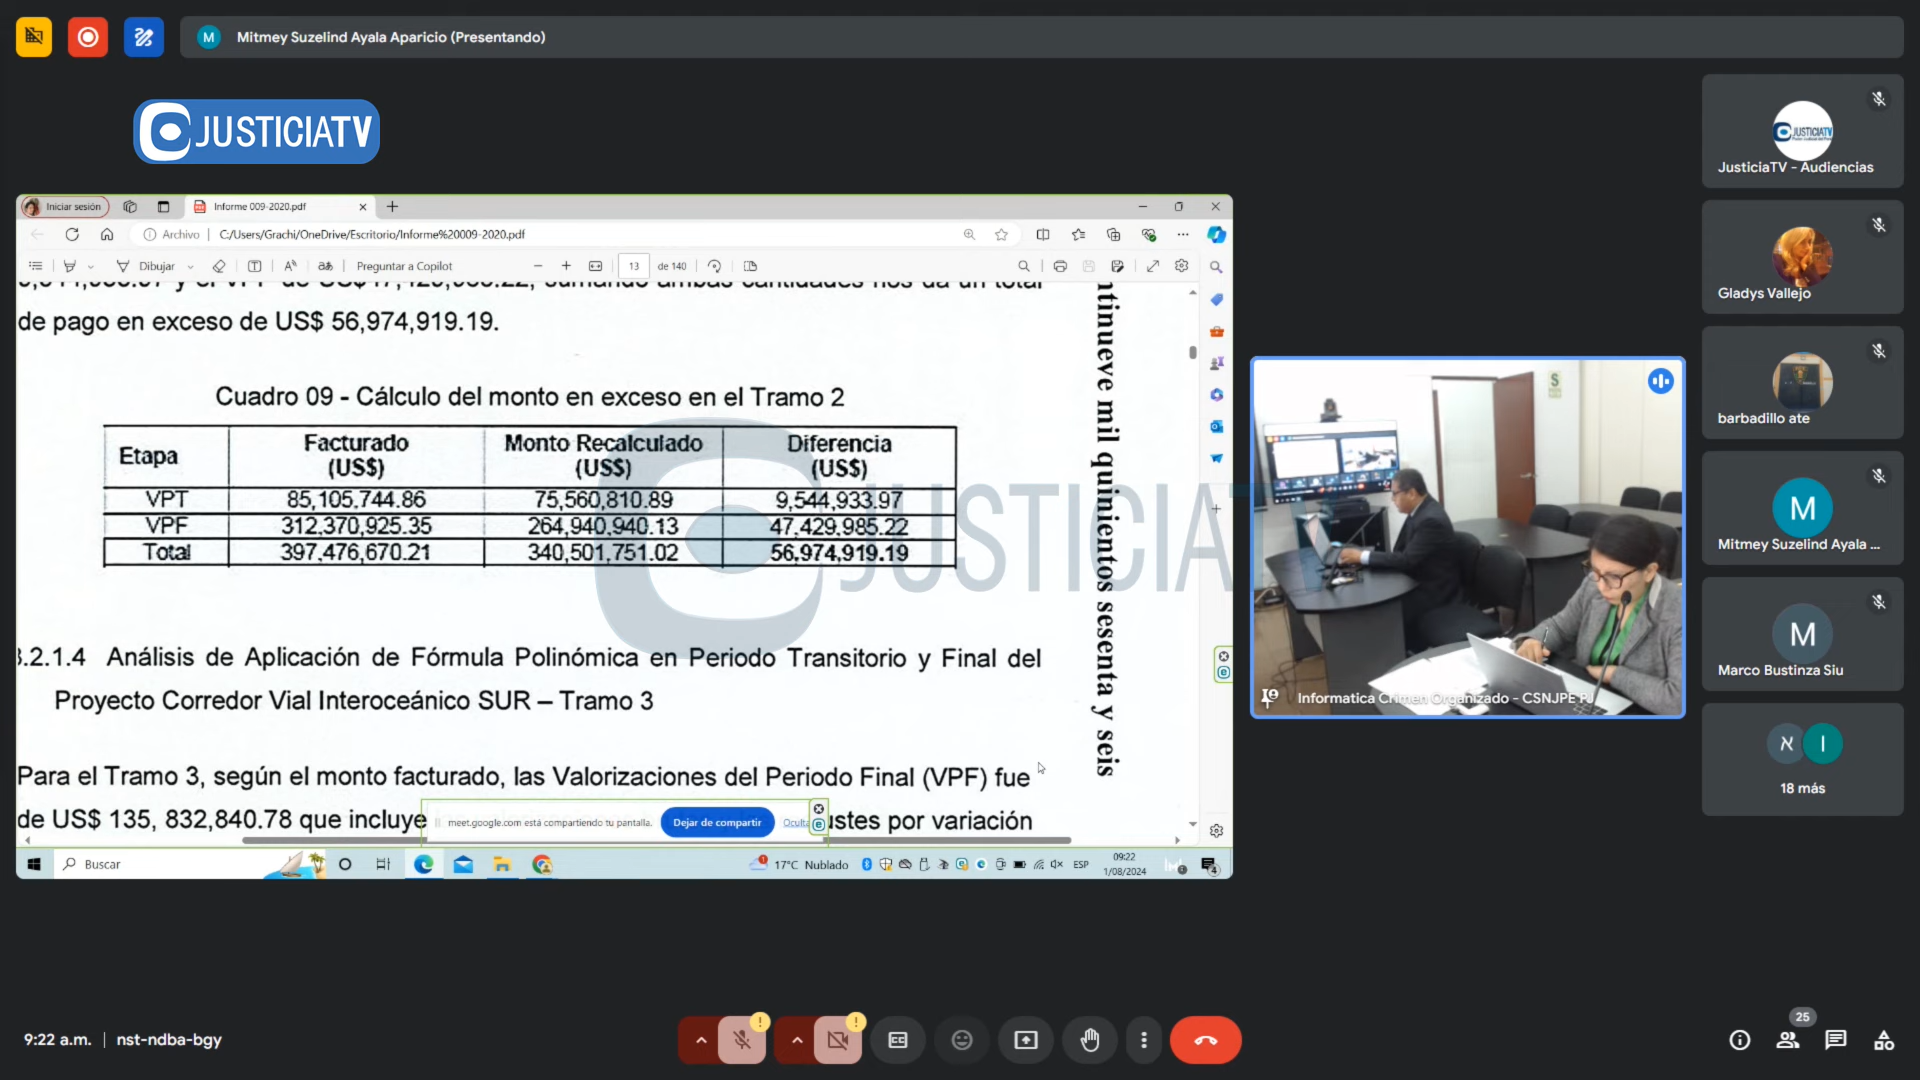 M Mitmey Suzelind Ayala Aparicio (Presentando)
JUSTICIATV
Iniciar sesión
Informe 009-2020.pdf
Archivo | C:/Users/Grachi/OneDrive/Escritorio/Informe%20009-2020.pdf
Dibujar
Preguntar a Copilot
13 de 140
de pago en exceso de US$ 56,974,919.19.
Cuadro 09 - Cálculo del monto en exceso en el Tramo 2
Etapa Facturado (US$) Monto Recalculado (US$) Diferencia (US$)
VPT 85,105,744.86 75,560,810.89 9,544,933.97
VPF 312,370,925.35 264,940,940.13 47,429,985.22
Total 397,476,670.21 340,501,751.02 56,974,919.19
.2.1.4 Análisis de Aplicación de Fórmula Polinómica en Periodo Transitorio y Final del
Proyecto Corredor Vial Interoceánico SUR – Tramo 3
Para el Tramo 3, según el monto facturado, las Valorizaciones del Periodo Final (VPF) fue
de US$ 135, 832,840.78 que incluye ustes por variación
ntinueve mil quinientos sesenta y seis
JUSTICIATV
meet.google.com está compartiendo tu pantalla.
Dejar de compartir
Oculta
Buscar
17°C Nublado
ESP
09:22
1/08/2024
4
S
Informatica Crimen Organizado - CSNJPE PJ
JUSTICIATV
JusticiaTV - Audiencias
Gladys Vallejo
barbadillo ate
M
Mitmey Suzelind Ayala ...
M
Marco Bustinza Siu
א I
18 más
9:22 a.m. | nst-ndba-bgy
25